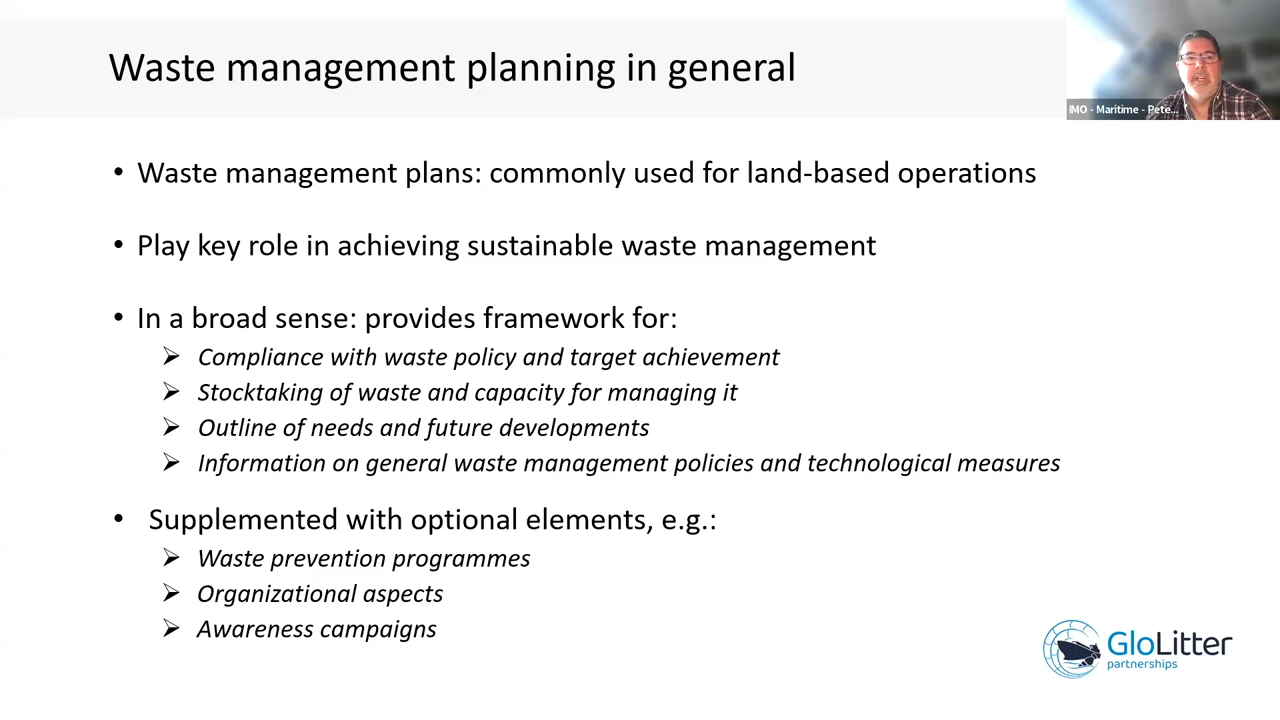 Waste management planning in general
IMO - Maritime - Pete...
• Waste management plans: commonly used for land-based operations
• Play key role in achieving sustainable waste management
• In a broad sense: provides framework for:
➢ Compliance with waste policy and target achievement
➢ Stocktaking of waste and capacity for managing it
➢ Outline of needs and future developments
➢ Information on general waste management policies and technological measures
• Supplemented with optional elements, e.g.:
➢ Waste prevention programmes
➢ Organizational aspects
➢ Awareness campaigns
GloLitter
partnerships